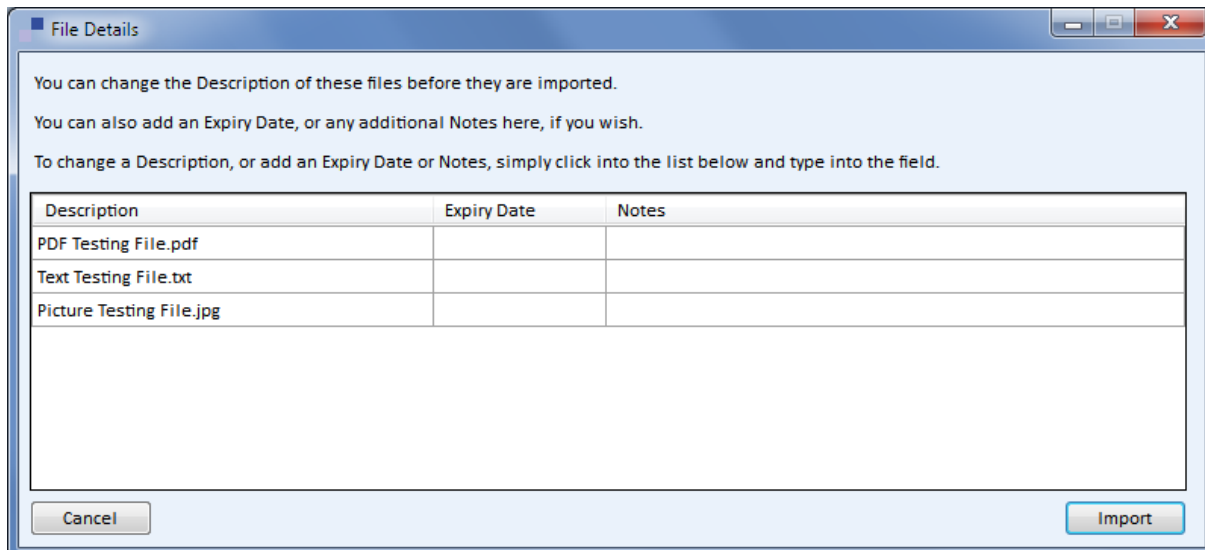 File Details
You can change the Description of these files before they are imported.
You can also add an Expiry Date, or any additional Notes here, if you wish.
To change a Description, or add an Expiry Date or Notes, simply click into the list below and type into the field.
Description Expiry Date Notes
PDF Testing File.pdf
Text Testing File.txt
Picture Testing File.jpg
Cancel Import